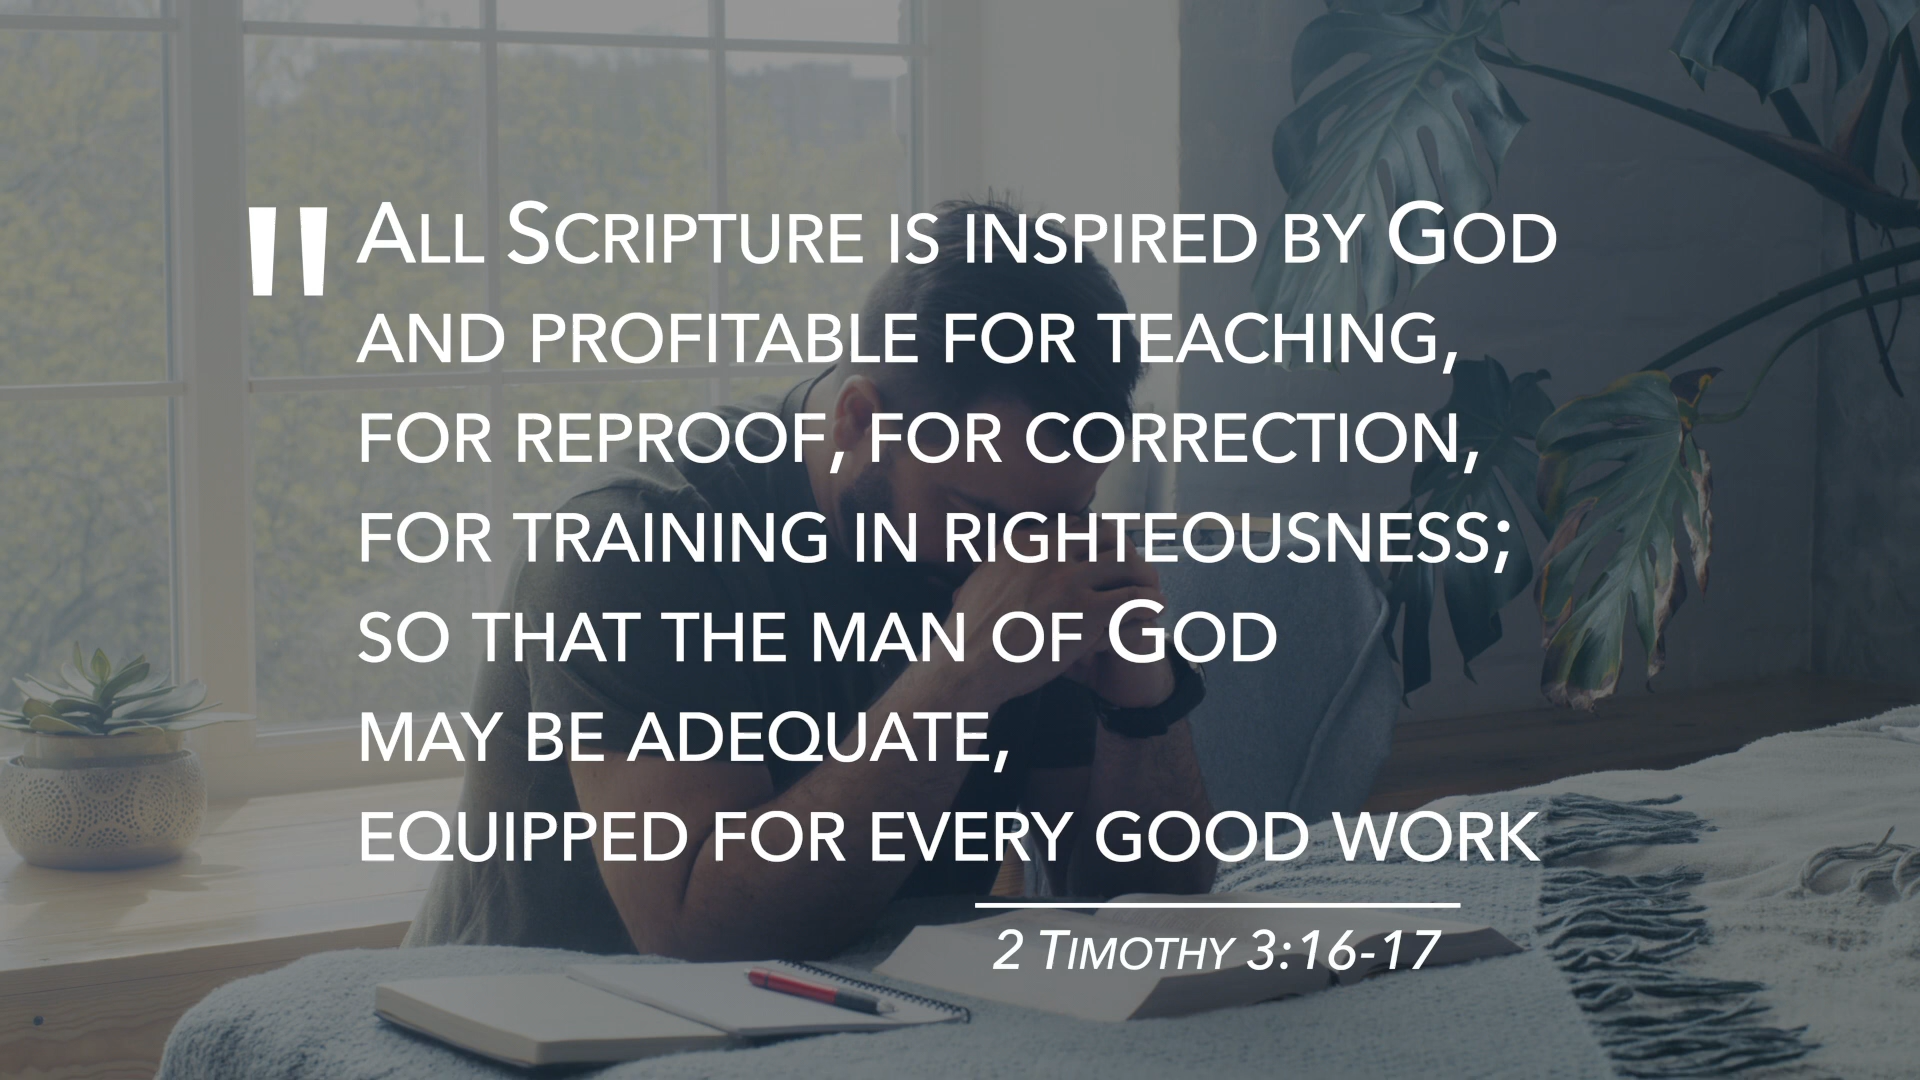 "All Scripture is inspired by God
and profitable for teaching,
for reproof, for correction,
for training in righteousness;
so that the man of God
may be adequate,
equipped for every good work
2 Timothy 3:16-17